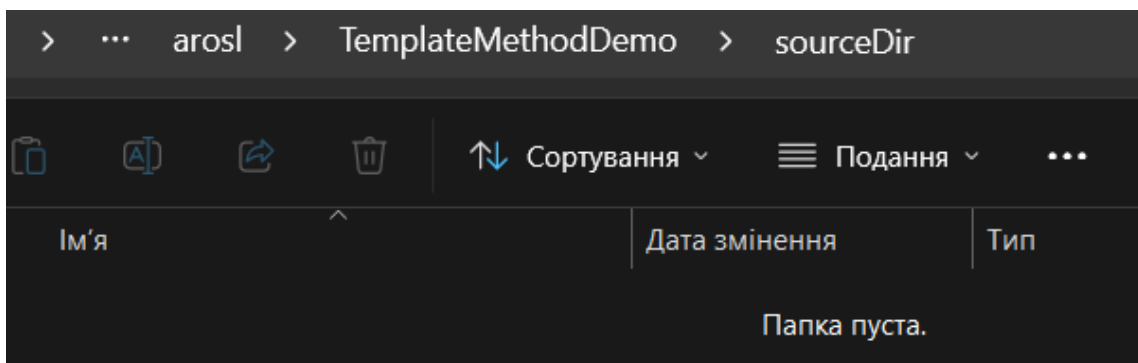 > ... arosl > TemplateMethodDemo > sourceDir
Сортування Подання ...
Ім'я Дата змінення Тип
Папка пуста.